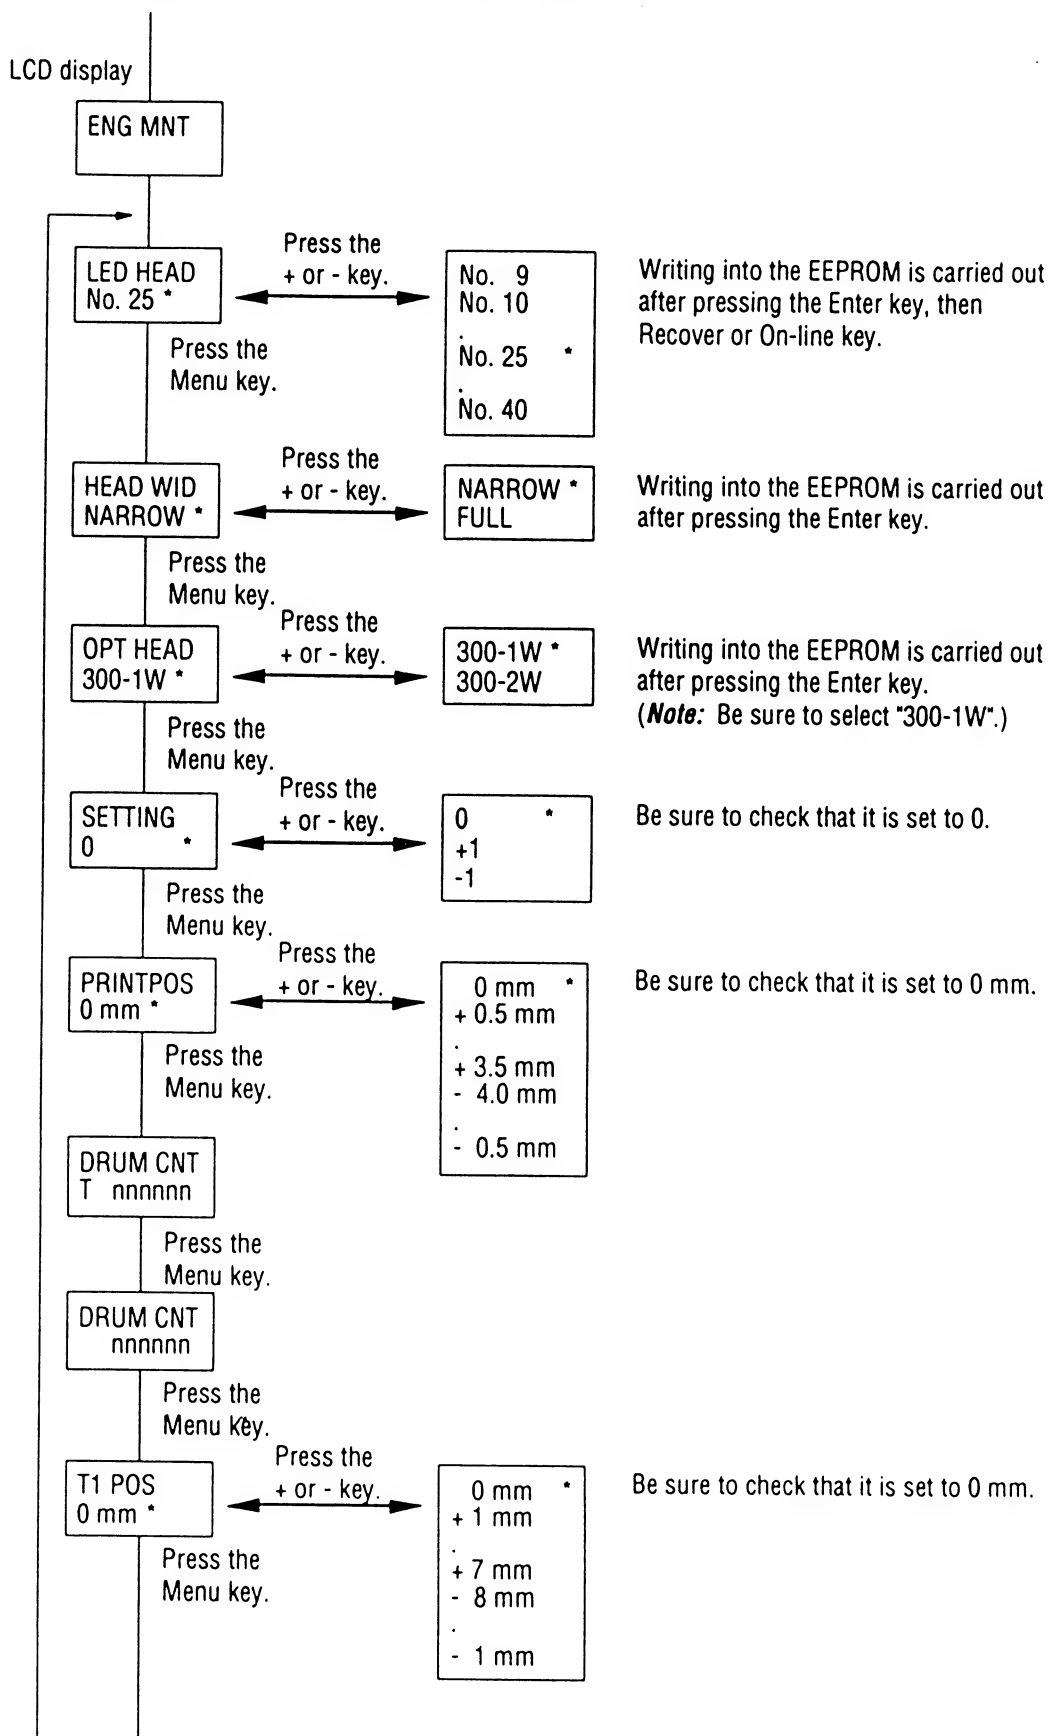 LCD display
ENG MNT
LED HEAD
No. 25 *
Press the
+ or - key.
No. 9
No. 10
.
No. 25 *
.
No. 40
Writing into the EEPROM is carried out
after pressing the Enter key, then
Recover or On-line key.
Press the
Menu key.
HEAD WID
NARROW *
Press the
+ or - key.
NARROW *
FULL
Writing into the EEPROM is carried out
after pressing the Enter key.
Press the
Menu key.
OPT HEAD
300-1W *
Press the
+ or - key.
300-1W *
300-2W
Writing into the EEPROM is carried out
after pressing the Enter key.
(Note: Be sure to select "300-1W".)
Press the
Menu key.
SETTING
0 *
Press the
+ or - key.
0 *
+1
-1
Be sure to check that it is set to 0.
Press the
Menu key.
PRINTPOS
0 mm *
Press the
+ or - key.
0 mm *
+ 0.5 mm
.
+ 3.5 mm
- 4.0 mm
.
- 0.5 mm
Be sure to check that it is set to 0 mm.
Press the
Menu key.
DRUM CNT
T nnnnnn
Press the
Menu key.
DRUM CNT
nnnnnn
Press the
Menu key.
T1 POS
0 mm *
Press the
+ or - key.
0 mm *
+ 1 mm
.
+ 7 mm
- 8 mm
.
- 1 mm
Be sure to check that it is set to 0 mm.
Press the
Menu key.